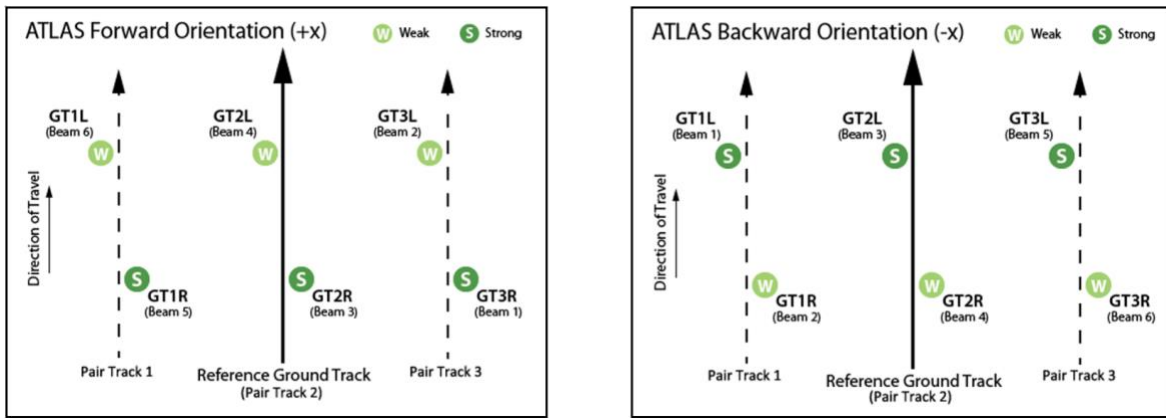 ATLAS Forward Orientation (+x)
W Weak
S Strong
GT1L
(Beam 6)
W
GT2L
(Beam 4)
W
GT3L
(Beam 2)
W
Direction of Travel
S
GT1R
(Beam 5)
S
GT2R
(Beam 3)
S
GT3R
(Beam 1)
Pair Track 1
Reference Ground Track
(Pair Track 2)
Pair Track 3
ATLAS Backward Orientation (-x)
W Weak
S Strong
GT1L
(Beam 1)
S
GT2L
(Beam 3)
S
GT3L
(Beam 5)
S
Direction of Travel
W
GT1R
(Beam 2)
W
GT2R
(Beam 4)
W
GT3R
(Beam 6)
Pair Track 1
Reference Ground Track
(Pair Track 2)
Pair Track 3